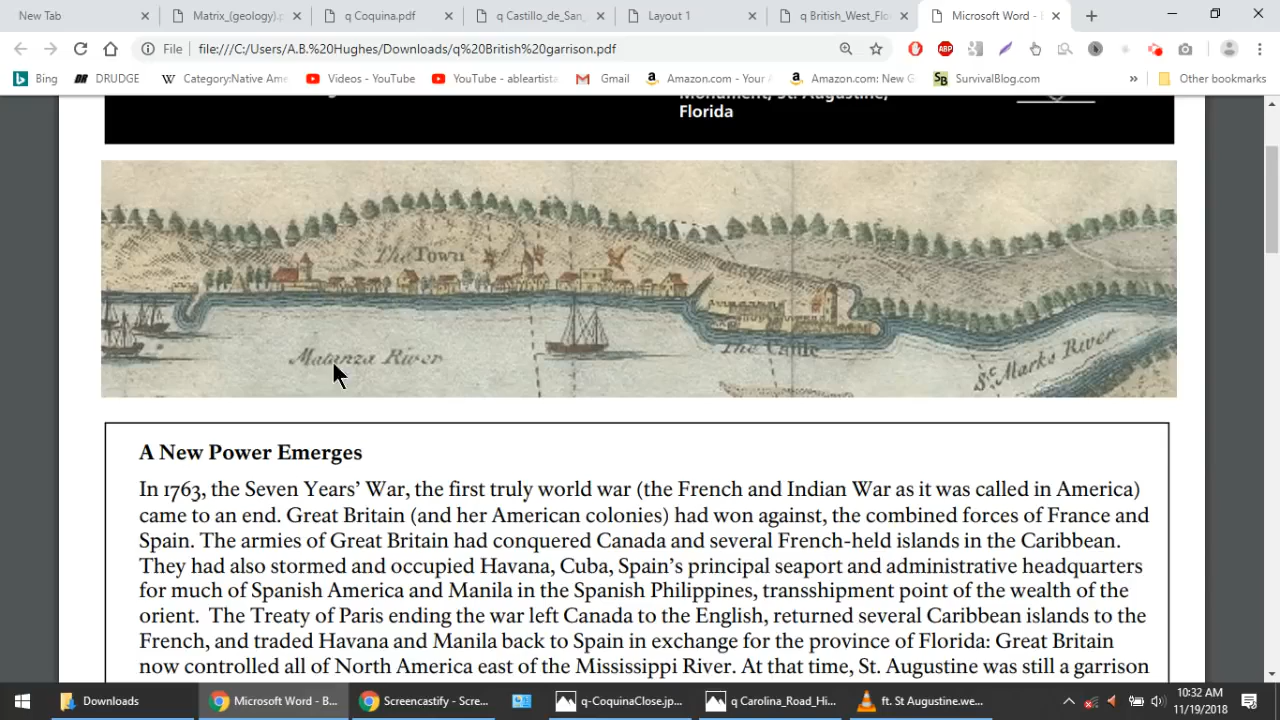 New Tab
Matrix_(geology).p
q Coquina.pdf
q Castillo_de_San_
Layout 1
q British_West_Flo
Microsoft Word - 
File
file:///C:/Users/A.B.%20Hughes/Downloads/q%20British%20garrison.pdf
Bing
DRUDGE
Category:Native Ame
Videos - YouTube
YouTube - ableartista
Gmail
Amazon.com - Your A
Amazon.com: New G
SurvivalBlog.com
»
Other bookmarks
Monument, St. Augustine,
Florida
The Town
Matanza River
The Castle
St. Marks River
A New Power Emerges
In 1763, the Seven Years’ War, the first truly world war (the French and Indian War as it was called in America)
came to an end. Great Britain (and her American colonies) had won against, the combined forces of France and
Spain. The armies of Great Britain had conquered Canada and several French-held islands in the Caribbean.
They had also stormed and occupied Havana, Cuba, Spain’s principal seaport and administrative headquarters
for much of Spanish America and Manila in the Spanish Philippines, transshipment point of the wealth of the
orient. The Treaty of Paris ending the war left Canada to the English, returned several Caribbean islands to the
French, and traded Havana and Manila back to Spain in exchange for the province of Florida: Great Britain
now controlled all of North America east of the Mississippi River. At that time, St. Augustine was still a garrison
Downloads
Microsoft Word - B...
Screencastify - Scre...
q-CoquinaClose.jp...
q Carolina_Road_Hi...
ft. St Augustine.we...
10:32 AM
11/19/2018